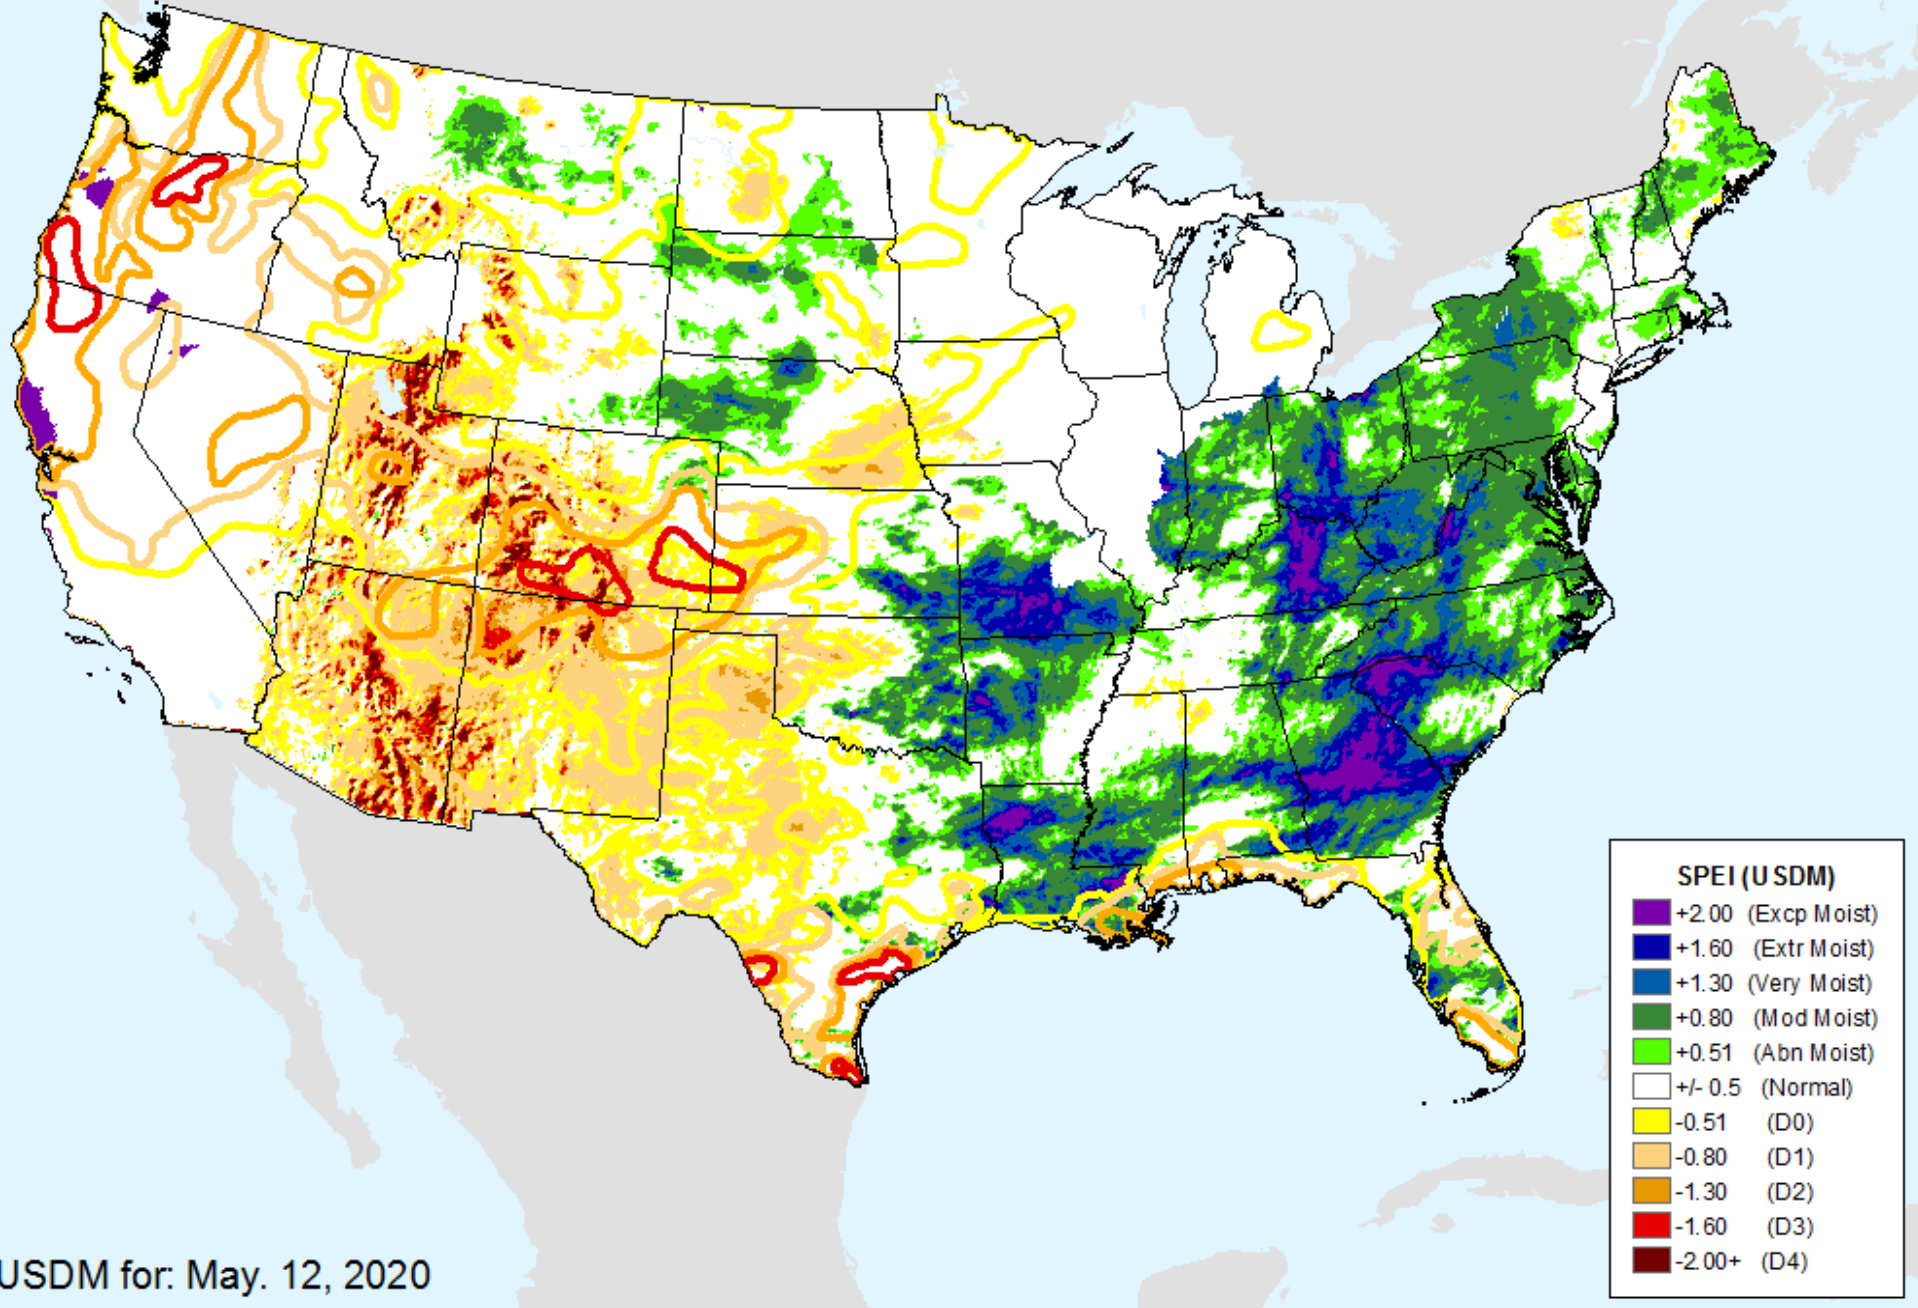 SPEI (USDM)
+2.00 (Excp Moist)
+1.60 (Extr Moist)
+1.30 (Very Moist)
+0.80 (Mod Moist)
+0.51 (Abn Moist)
+/- 0.5 (Normal)
-0.51 (D0)
-0.80 (D1)
-1.30 (D2)
-1.60 (D3)
-2.00+ (D4)
USDM for: May. 12, 2020